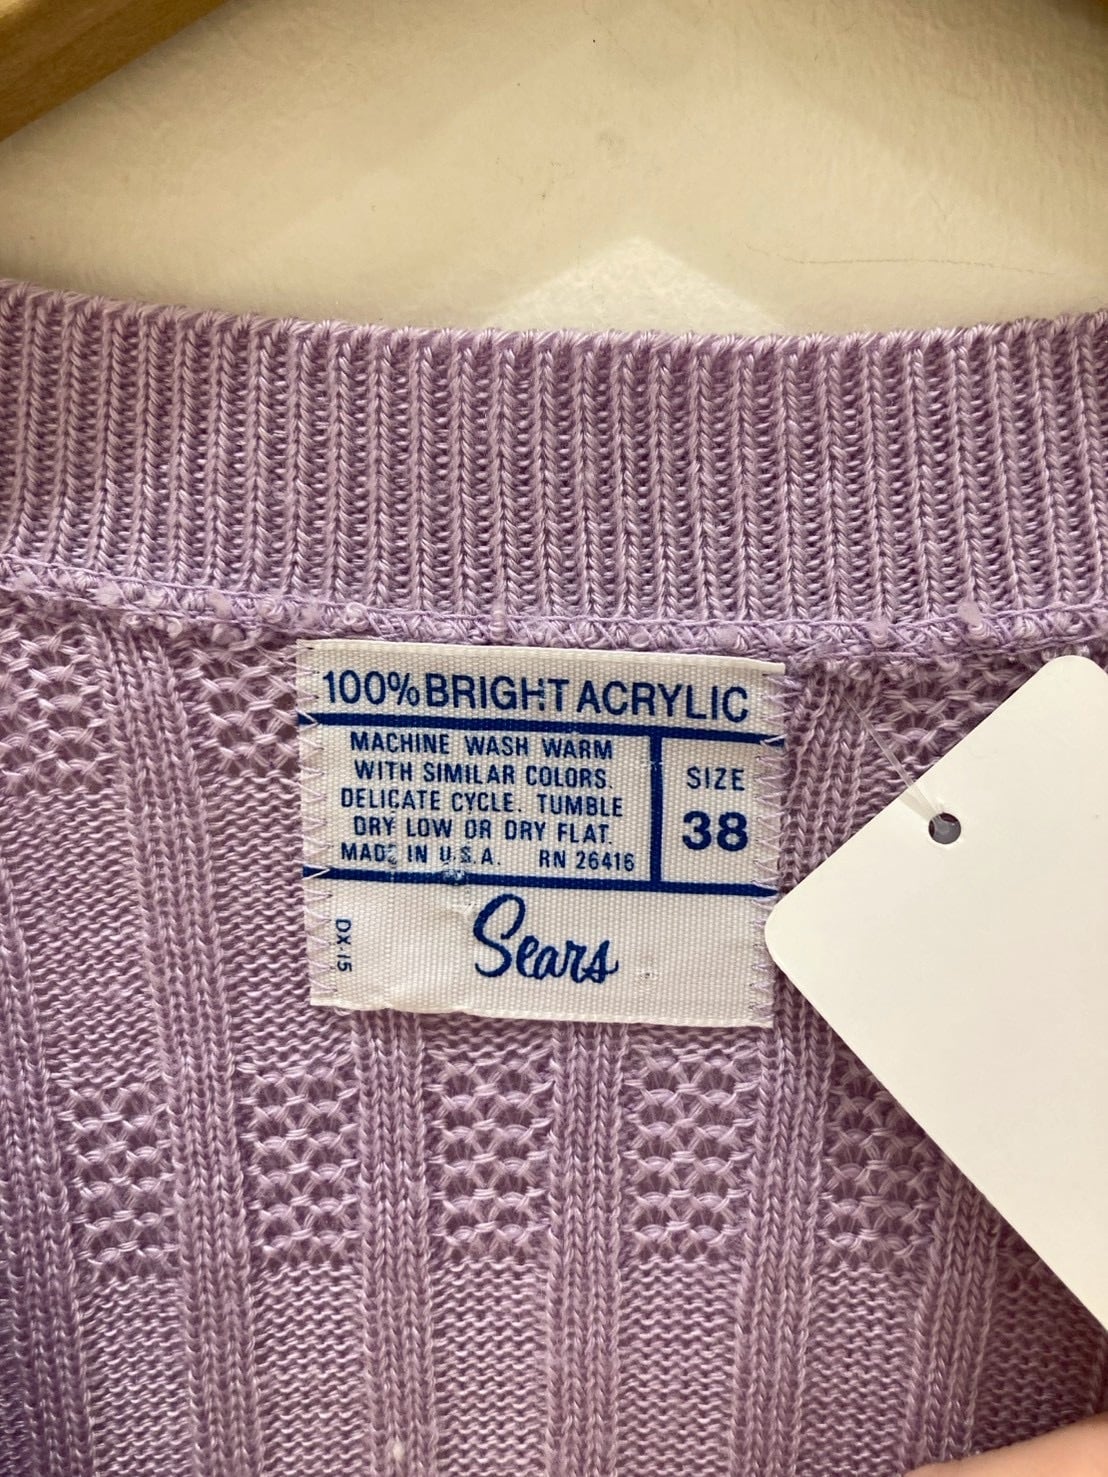 100% BRIGHT ACRYLIC
MACHINE WASH WARM
WITH SIMILAR COLORS.
DELICATE CYCLE. TUMBLE
DRY LOW OR DRY FLAT.
MADE IN U.S.A. RN 26416
SIZE
38
Sears
DX-15